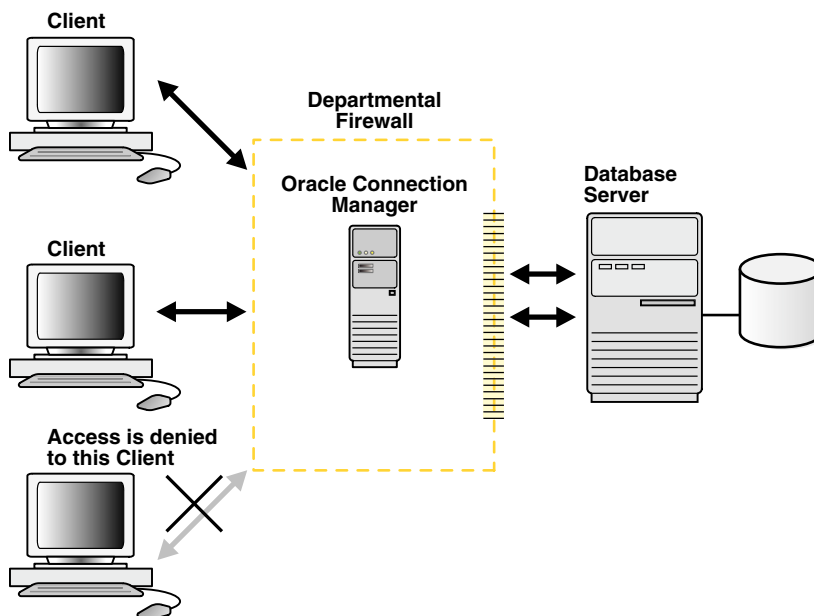 Client
Departmental
Firewall
Oracle Connection
Manager
Database
Server
Client
Access is denied
to this Client